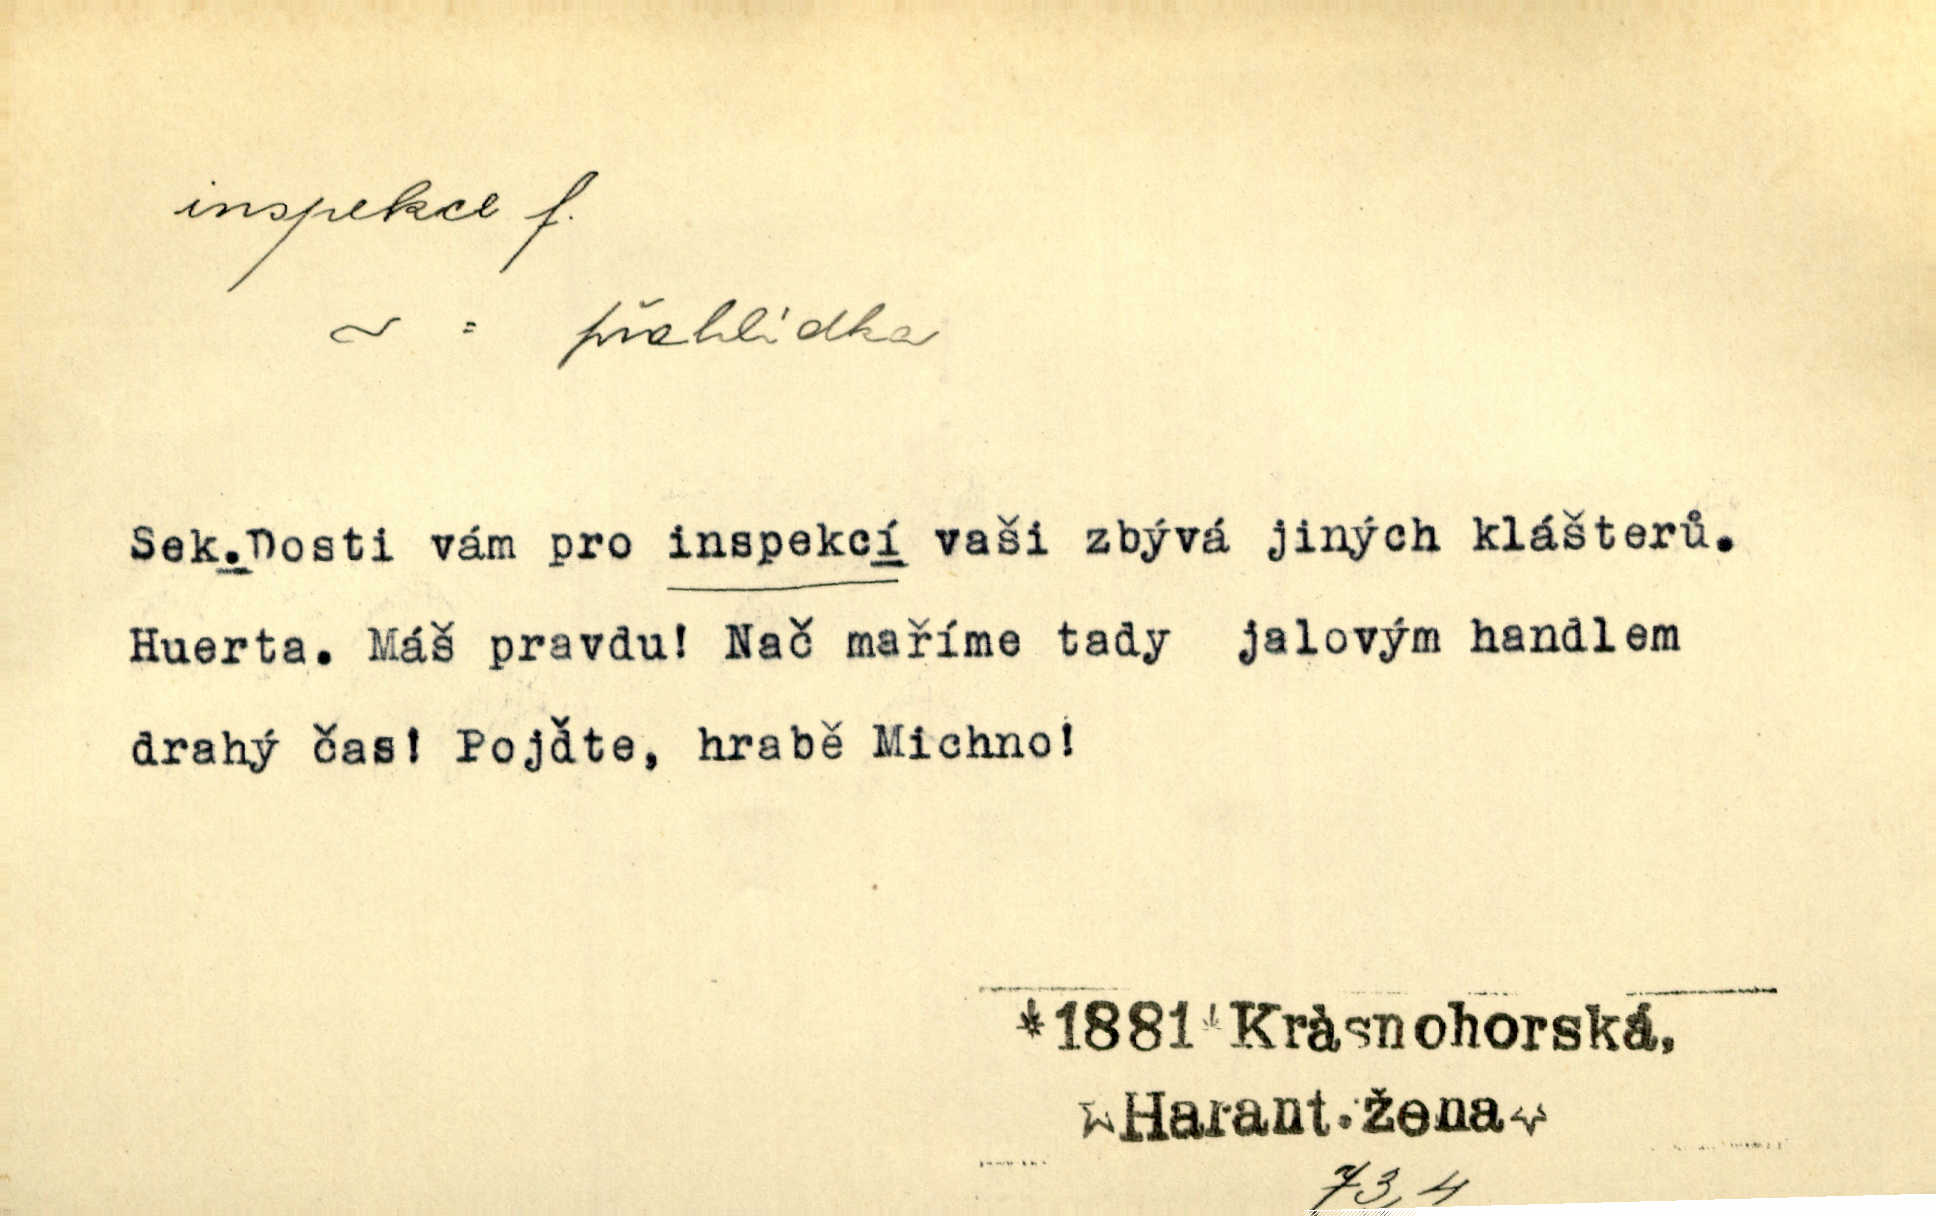 inspekce f.
~ = přehlídka
Sek. Dosti vám pro inspekcí vaši zbývá jiných klášterů.
Huerta. Máš pravdu! Nač maříme tady jalovým handlem
drahý čas! Pojďte, hrabě Michno!
*1881* Krásnohorská,
☆Harant. žena☆
73, 4